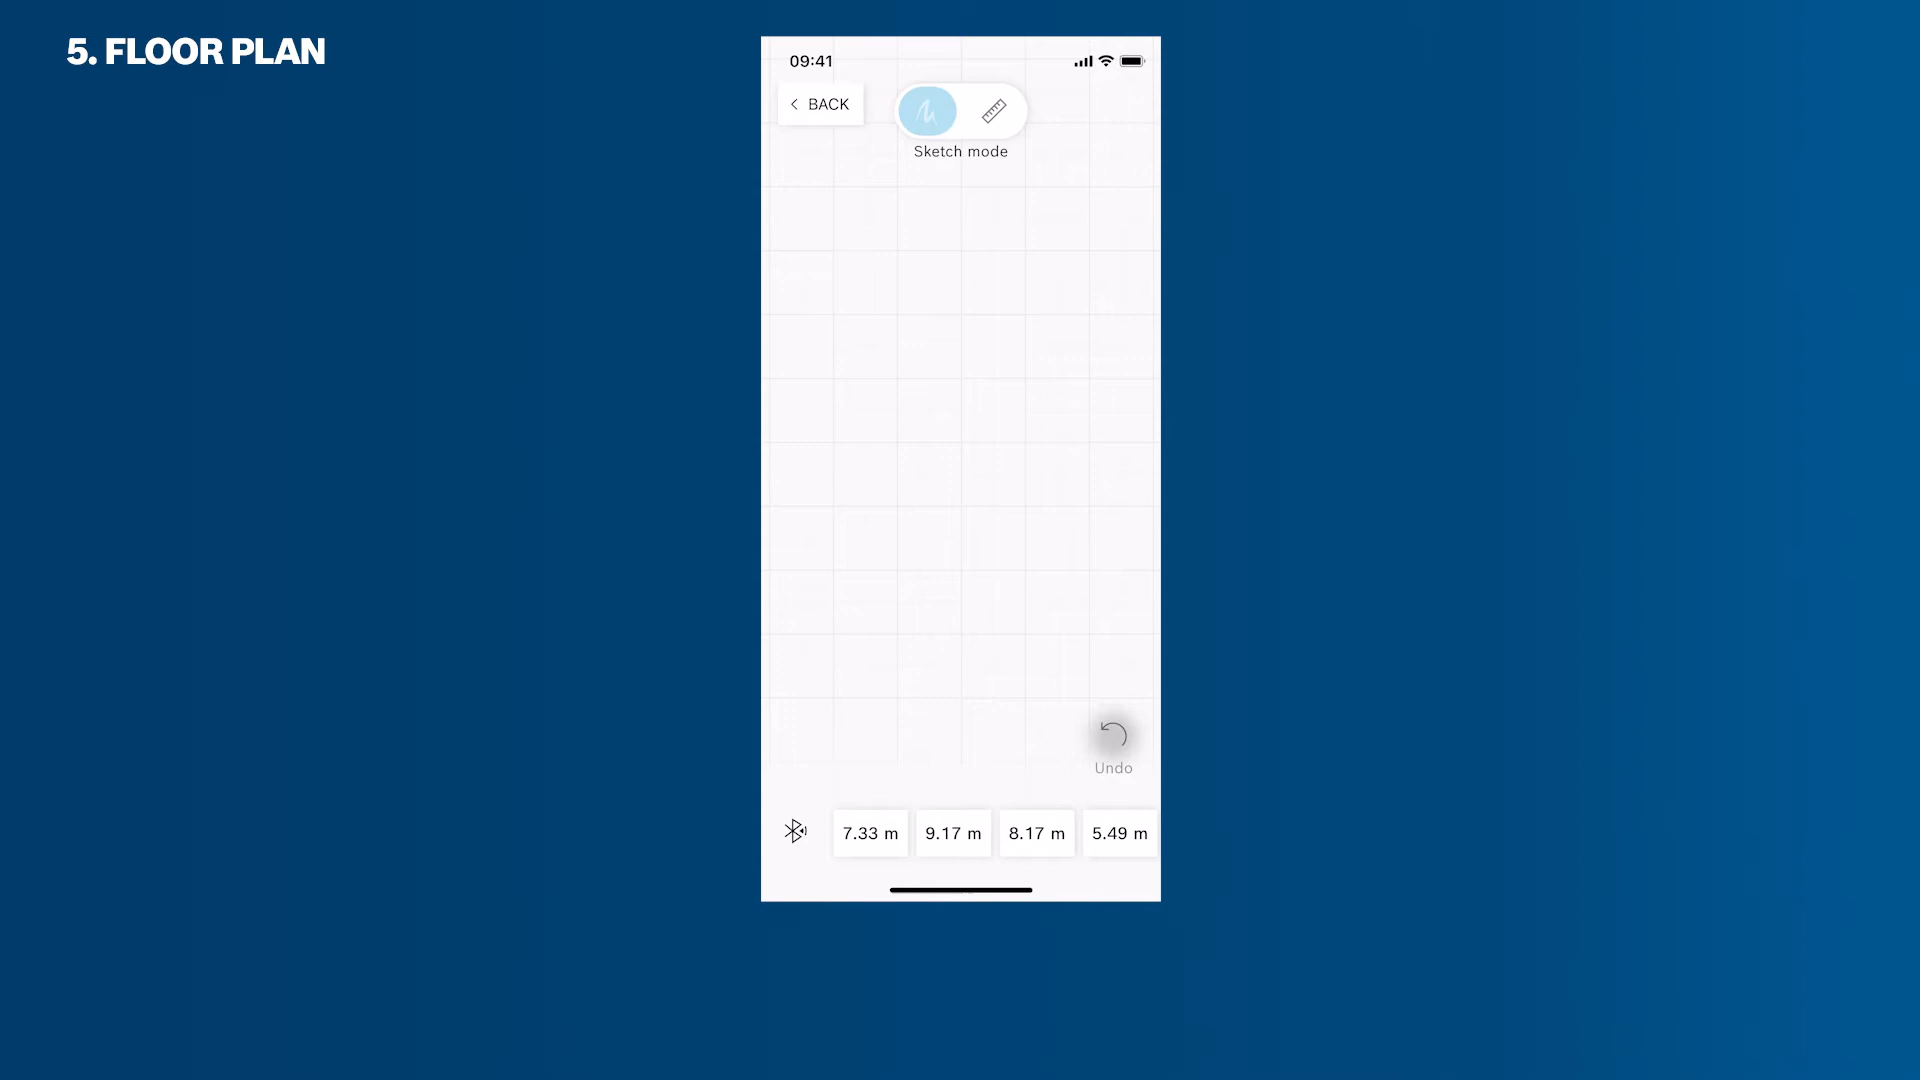 5. FLOOR PLAN
09:41
BACK
Sketch mode
Undo
7.33 m 9.17 m 8.17 m 5.49 m